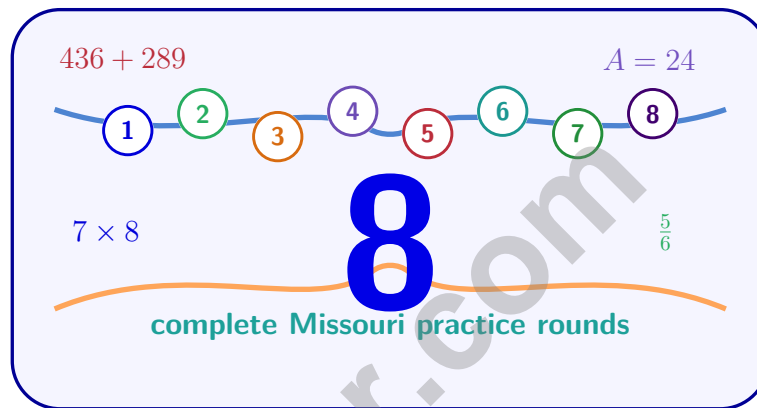 436 + 289
A = 24
1 2 3 4 5 6 7 8
7 × 8
8
5/6
complete Missouri practice rounds
r.com